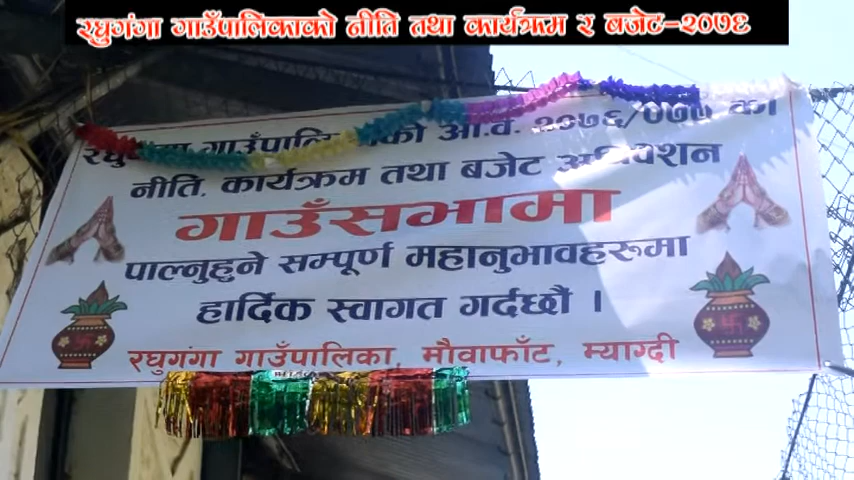 रघुगंगा गाउँपालिकाको नीति तथा कार्यक्रम र बजेट-२०७६
रघुगंगा गाउँपालिकाको आ.व. २०७६/०७७ का
नीति, कार्यक्रम तथा बजेट अधिवेशन
गाउँसभामा
पाल्नुहुने सम्पूर्ण महानुभावहरूमा
हार्दिक स्वागत गर्दछौं ।
रघुगंगा गाउँपालिका, मौवाफाँट, म्याग्दी